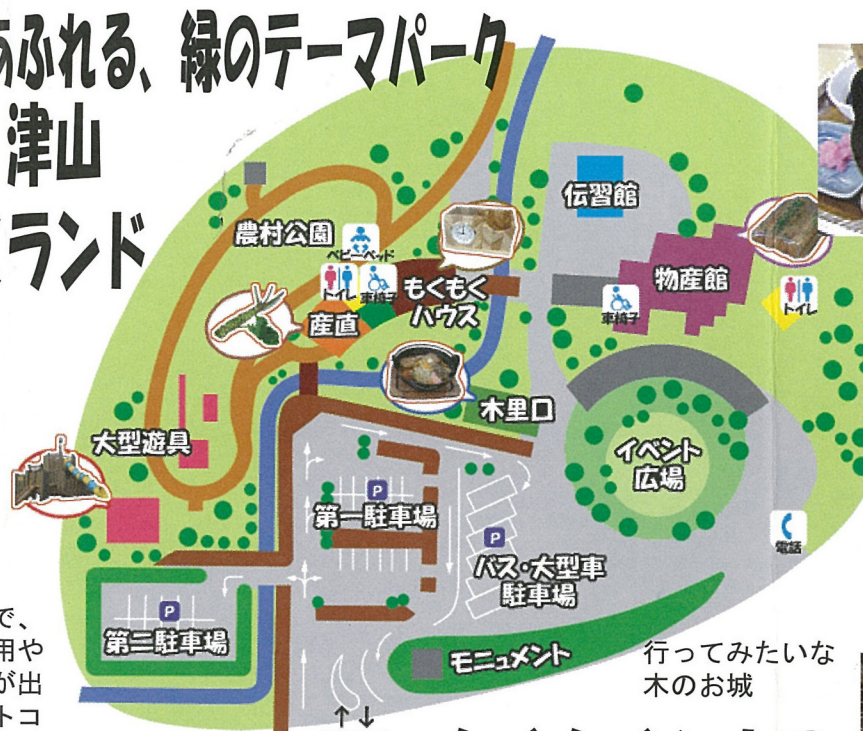 あふれる、緑のテーマパーク
津山
ランド
伝習館
農村公園
ベビーベッド
トイレ
車椅子
もくもく
ハウス
産直
物産館
車椅子
トイレ
木里口
大型遊具
イベント
広場
P
第一駐車場
P
バス・大型車
駐車場
電話
P
第二駐車場
モニュメント
で、
用や
が出
トコ
行ってみたいな
木のお城